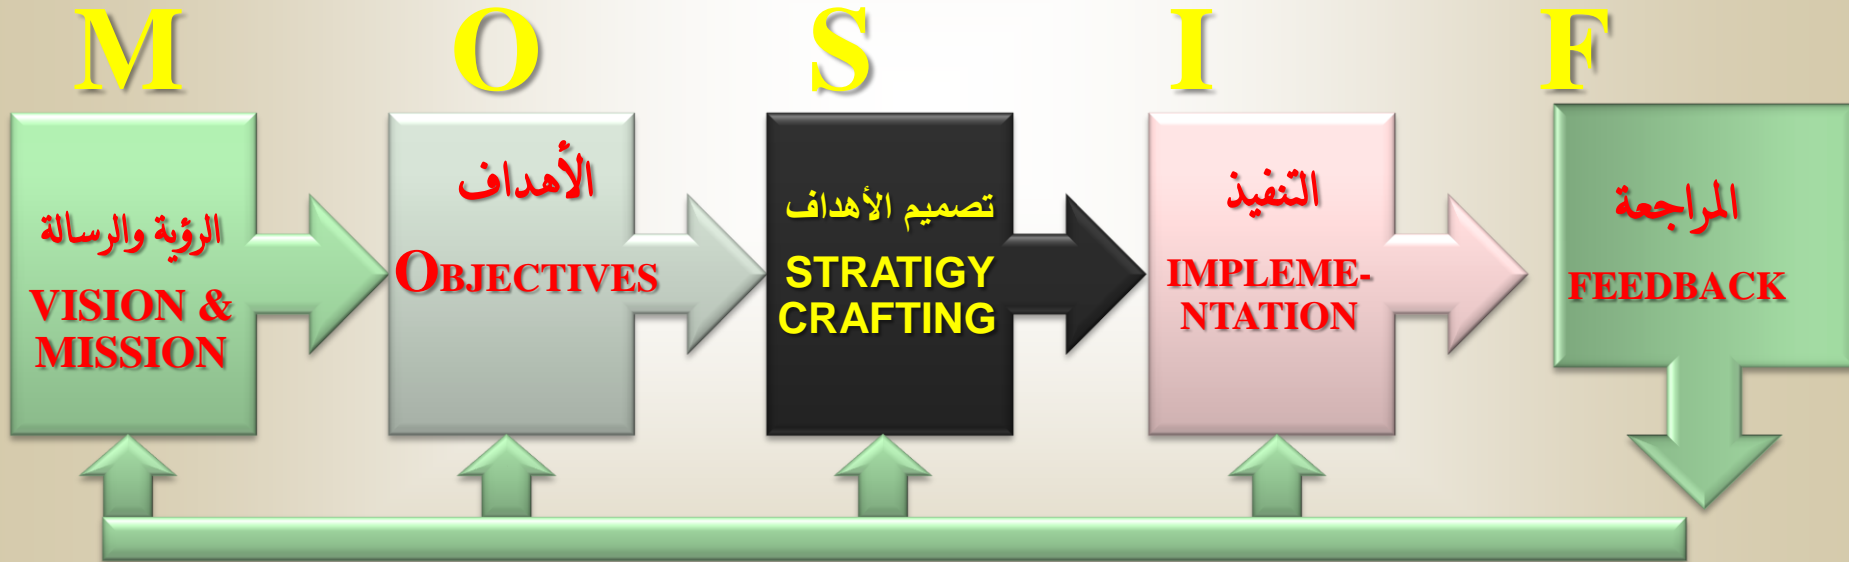 M
O
S
I
F
الرؤية والرسالة
VISION &
MISSION
الأهداف
OBJECTIVES
تصميم الأهداف
STRATIGY
CRAFTING
التنفيذ
IMPLEME-
NTATION
المراجعة
FEEDBACK